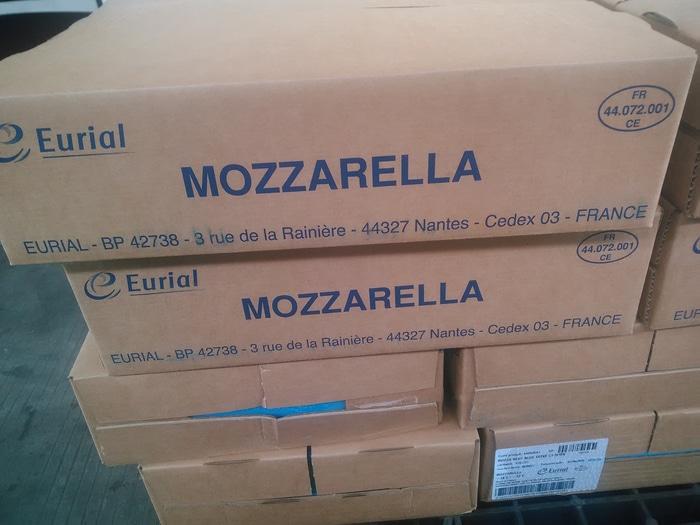 Eurial
FR
44.072.001
CE
MOZZARELLA
EURIAL - BP 42738 - 3 rue de la Rainière - 44327 Nantes - Cedex 03 - FRANCE
Eurial
FR
44.072.001
CE
MOZZARELLA
EURIAL - BP 42738 - 3 rue de la Rainière - 44327 Nantes - Cedex 03 - FRANCE
Eurial